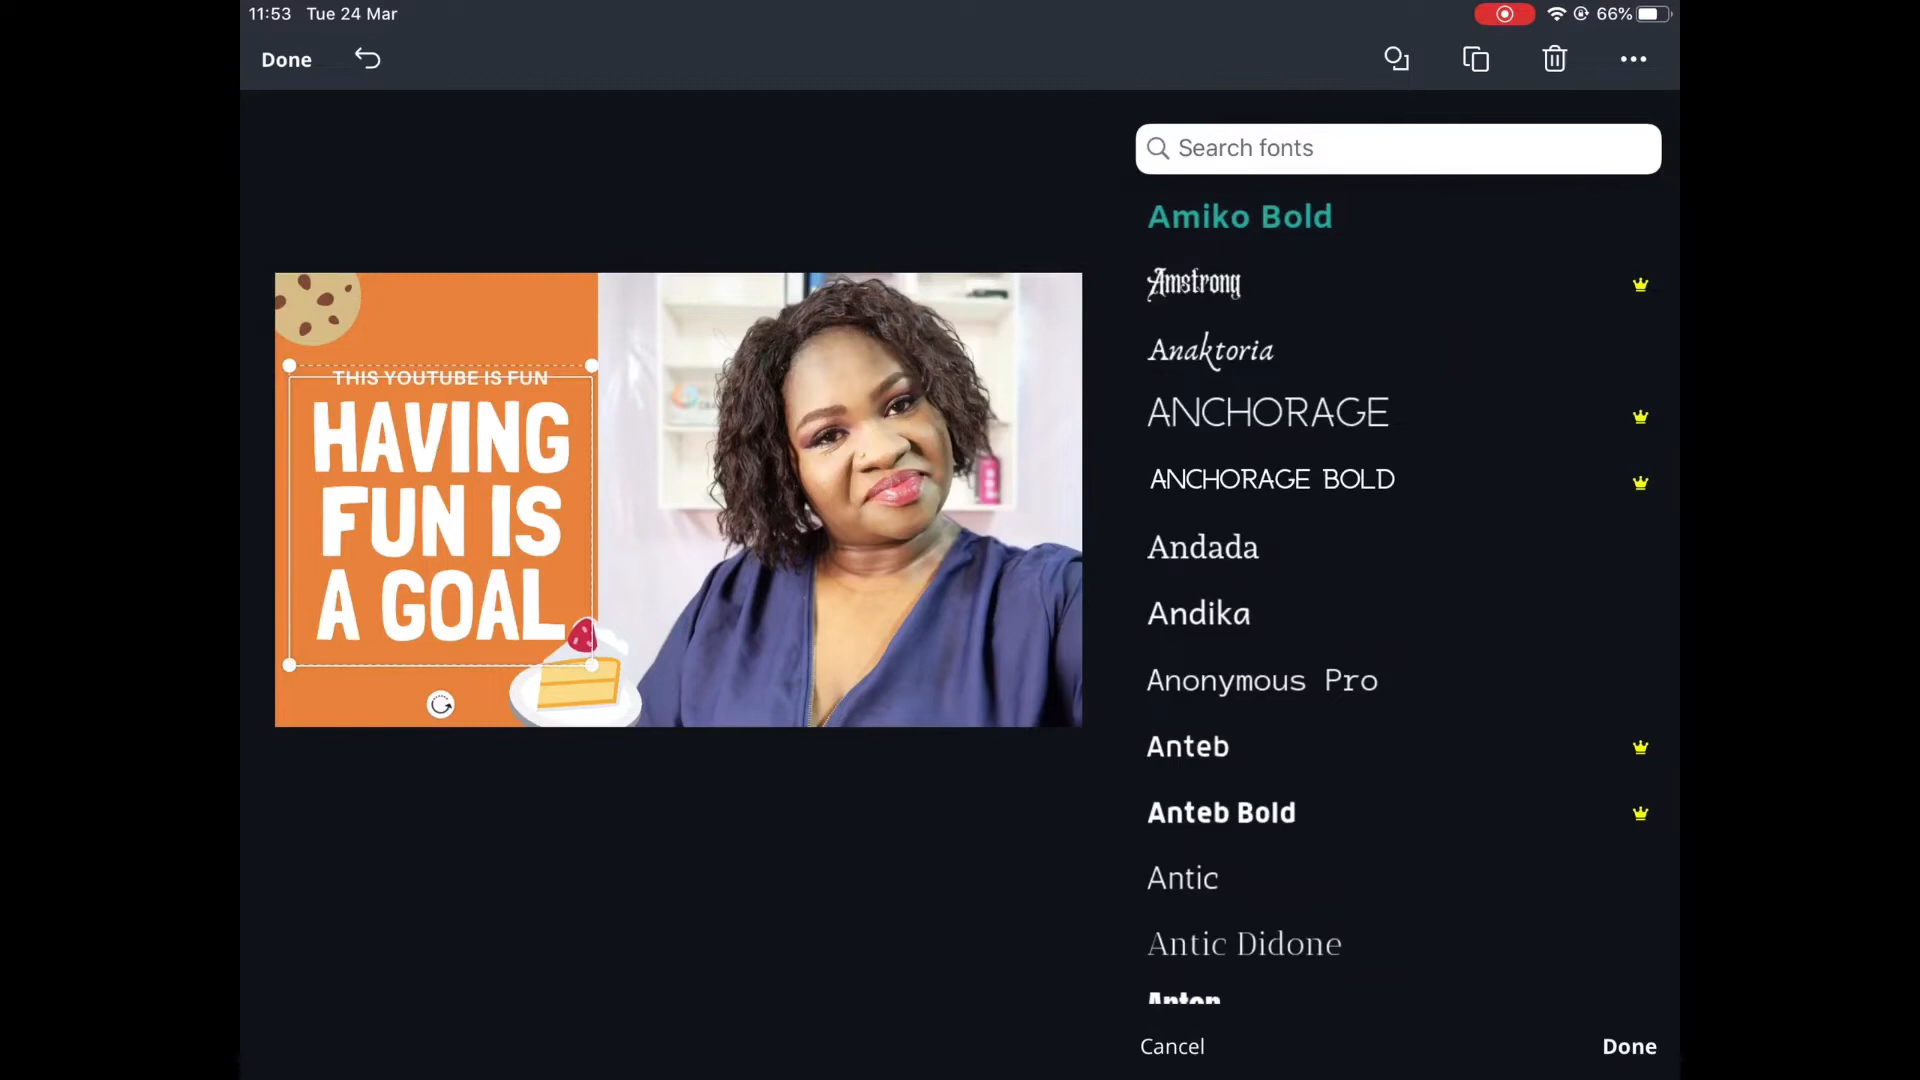 11:53 Tue 24 Mar
66%
Done
Search fonts
Amiko Bold
Amstrong
Anaktoria
ANCHORAGE
ANCHORAGE BOLD
Andada
Andika
Anonymous Pro
Anteb
Anteb Bold
Antic
Antic Didone
Anton
Cancel
Done
THIS YOUTUBE IS FUN
HAVING
FUN IS
A GOAL